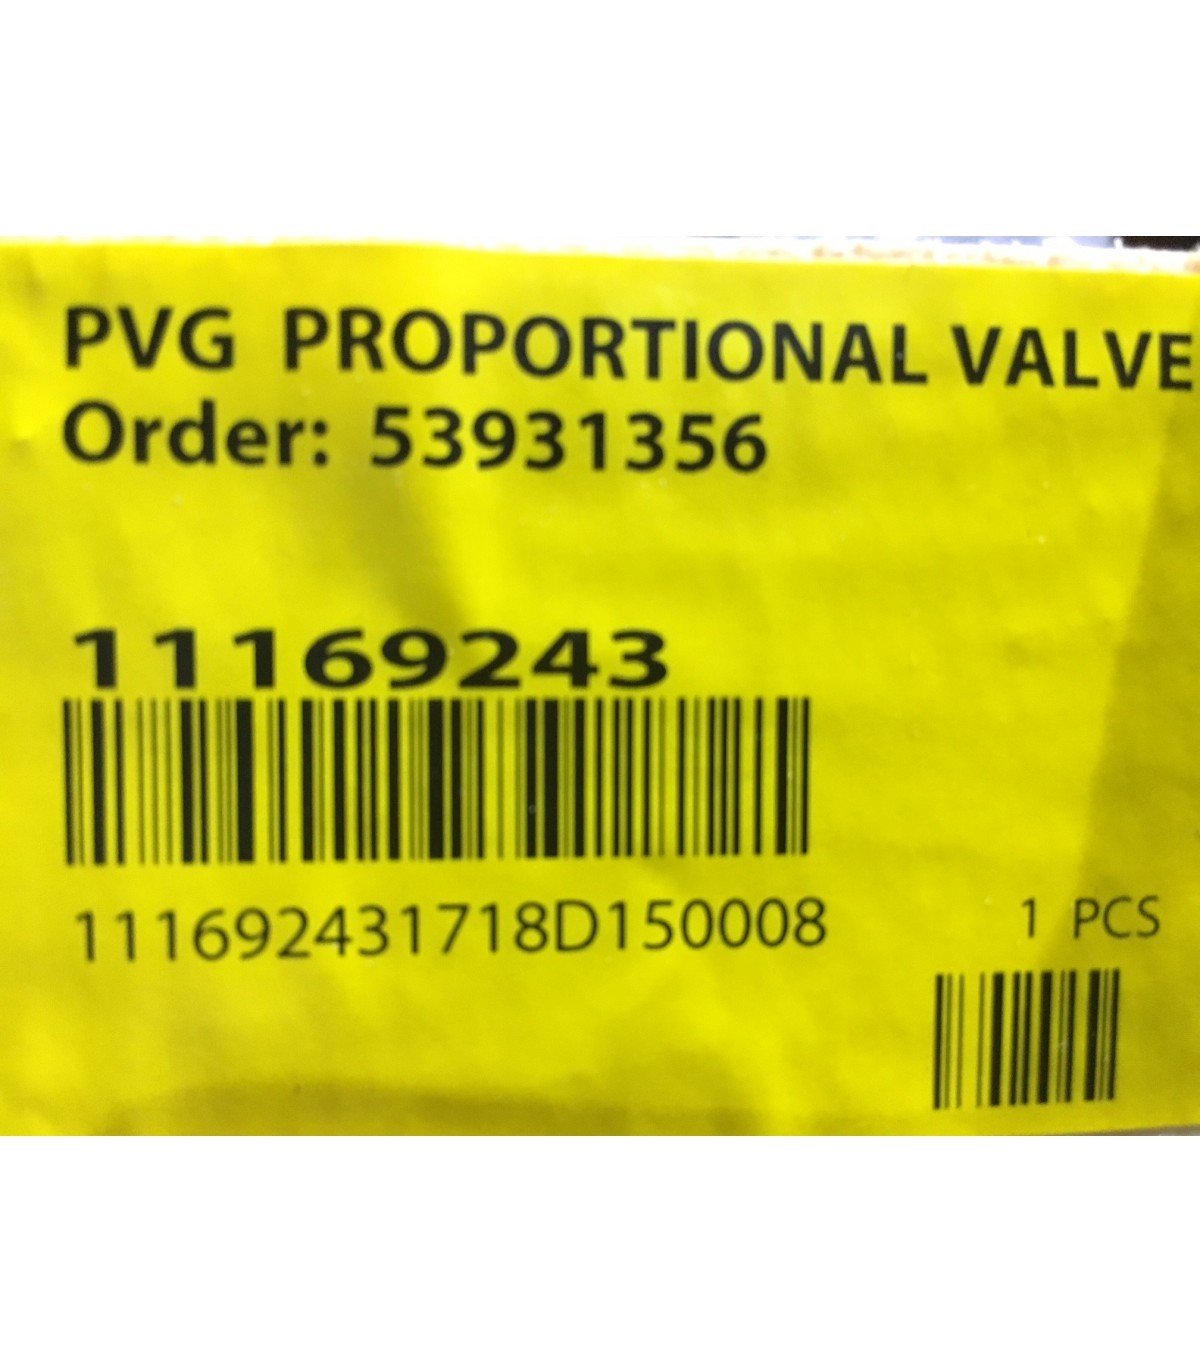 PVG PROPORTIONAL VALVE
Order: 53931356
11169243
111692431718D150008
1 PCS